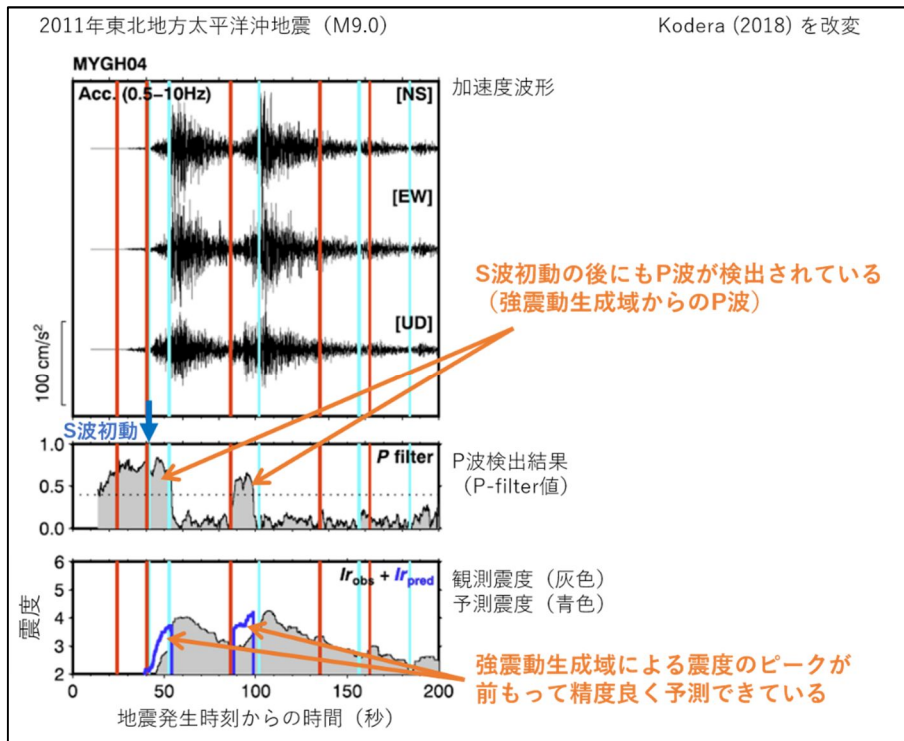 2011年東北地方太平洋沖地震（M9.0）
Kodera (2018) を改変
MYGH04
Acc. (0.5–10Hz)
[NS]
加速度波形
[EW]
[UD]
100 cm/s²
S波初動の後にもP波が検出されている
（強震動生成域からのP波）
S波初動
1.0
0.5
0.0
P filter
P波検出結果
（P-filter値）
6
5
4
3
2
震度
Ir obs + Ir pred
観測震度（灰色）
予測震度（青色）
強震動生成域による震度のピークが
前もって精度良く予測できている
0 50 100 150 200
地震発生時刻からの時間（秒）